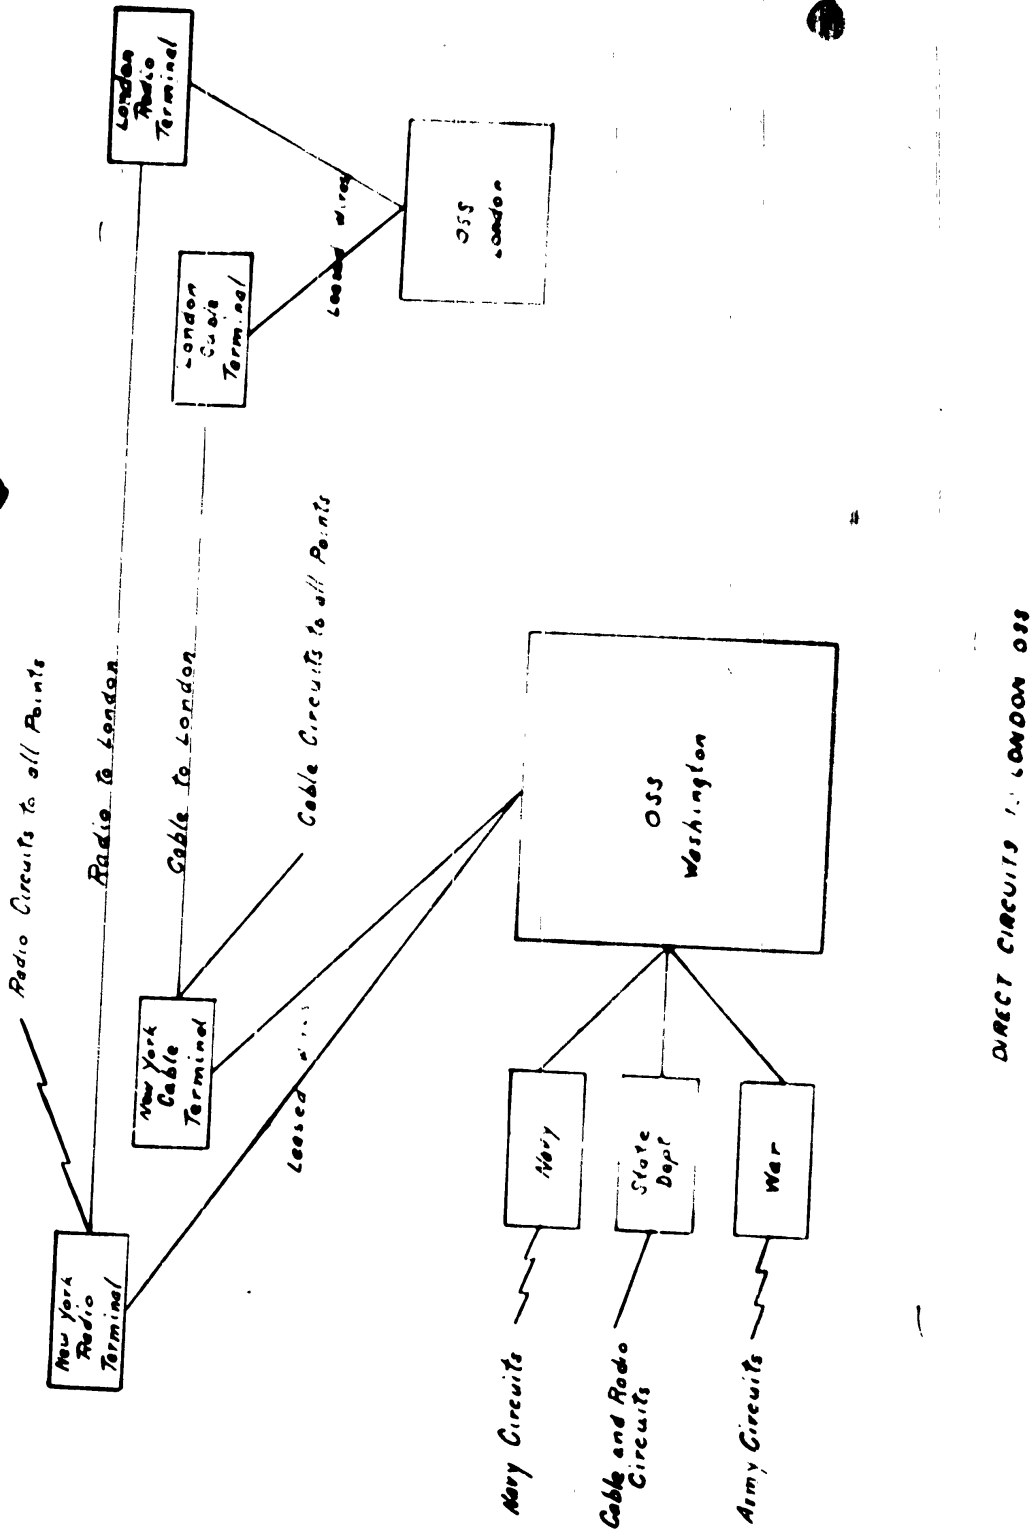 New York
Radio
Terminal
Radio Circuits to all Points
Radio to London
London
Radio
Terminal
New York
Cable
Terminal
Cable to London
Cable Circuits to all Points
London
Cable
Terminal
Leased
Leased wires
OSS
London
OSS
Washington
Navy
Navy Circuits
State
Dept
Cable and Radio
Circuits
War
Army Circuits
DIRECT CIRCUITS LONDON OSS